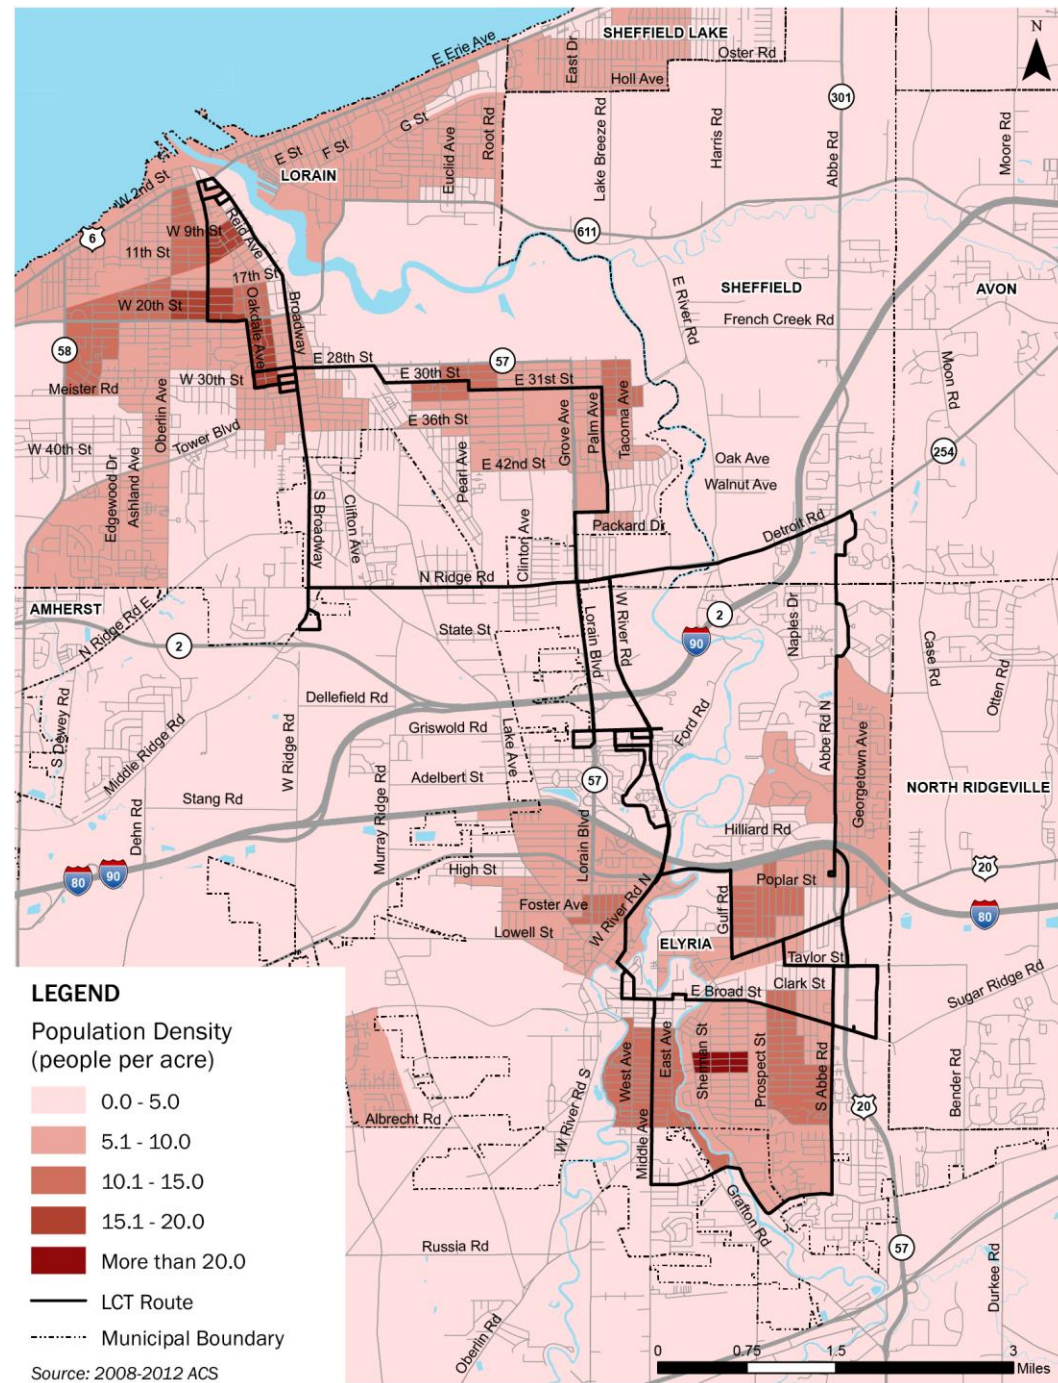 SHEFFIELD LAKE
N
E Erie Ave
East Dr
Oster Rd
Holl Ave
301
G St
Root Rd
Euclid Ave
Lake Breeze Rd
Harris Rd
Abbe Rd
Moore Rd
E St
F St
LORAIN
W 2nd St
6
W 9th St
Reid Ave
11th St
611
17th St
SHEFFIELD
AVON
E River Rd
W 20th St
Oakdale Ave
Broadway
French Creek Rd
58
E 28th St
57
Moon Rd
Meister Rd
W 30th St
E 30th St
E 31st St
Oberlin Ave
Tower Blvd
E 36th St
Grove Ave
Palm Ave
Tacoma Ave
W 40th St
E 42nd St
Pearl Ave
Oak Ave
254
Walnut Ave
Edgewood Dr
Ashland Ave
S Broadway
Clifton Ave
Clinton Ave
Packard Dr
Detroit Rd
N Ridge Rd
AMHERST
N Ridge Rd E
2
State St
Lorain Blvd
W River Rd
2
90
Naples Dr
Case Rd
Otten Rd
S Dewey Rd
Middle Ridge Rd
Dellefield Rd
W Ridge Rd
Griswold Rd
Lake Ave
Ford Rd
Abbe Rd N
Georgetown Ave
Adelbert St
57
Stang Rd
Dehn Rd
Murray Ridge Rd
Lorain Blvd
NORTH RIDGEVILLE
Hilliard Rd
80
90
High St
Poplar St
20
Foster Ave
W River Rd N
Gulf Rd
80
Lowell St
ELYRIA
Taylor St
Clark St
E Broad St
Sugar Ridge Rd
West Ave
East Ave
Sherman St
Prospect St
S Abbe Rd
Bender Rd
20
Albrecht Rd
W River Rd S
Middle Ave
Grafton Rd
Russia Rd
57
Durkee Rd
Oberlin Rd
LEGEND
Population Density
(people per acre)
0.0 - 5.0
5.1 - 10.0
10.1 - 15.0
15.1 - 20.0
More than 20.0
LCT Route
Municipal Boundary
Source: 2008-2012 ACS
0 0.75 1.5 3
Miles